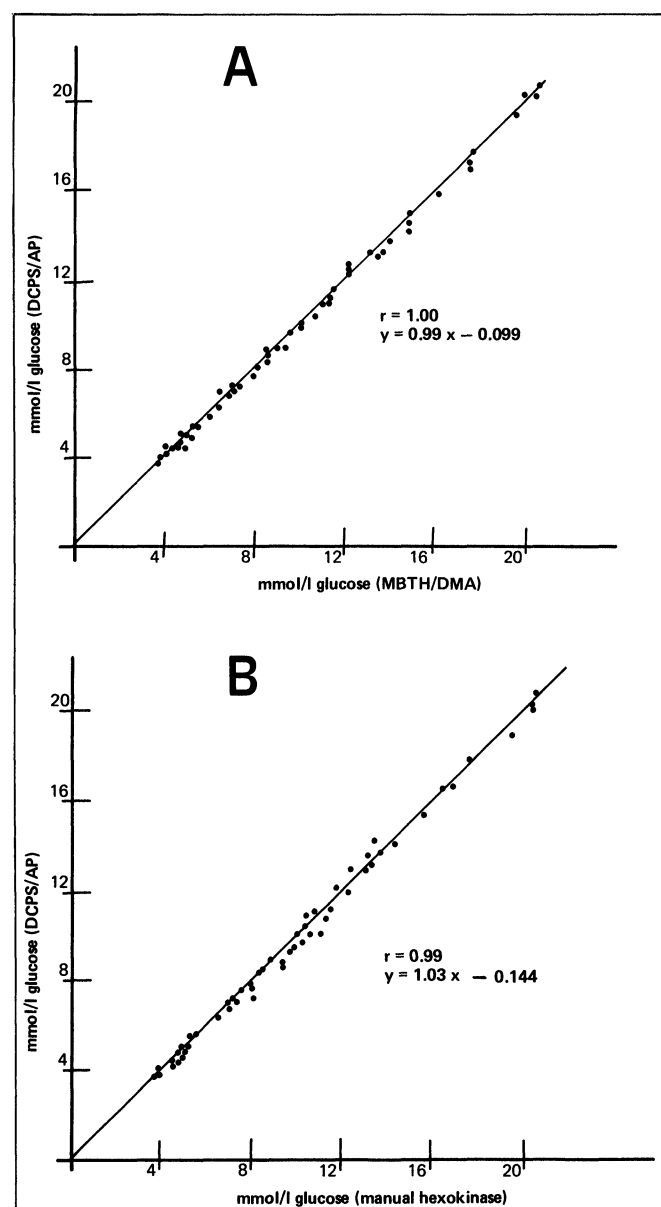 A
20
16
12
8
4
mmol/l glucose (DCPS/AP)
r = 1.00
y = 0.99 x − 0.099
4 8 12 16 20
mmol/l glucose (MBTH/DMA)
B
20
16
12
8
4
mmol/l glucose (DCPS/AP)
r = 0.99
y = 1.03 x − 0.144
4 8 12 16 20
mmol/l glucose (manual hexokinase)